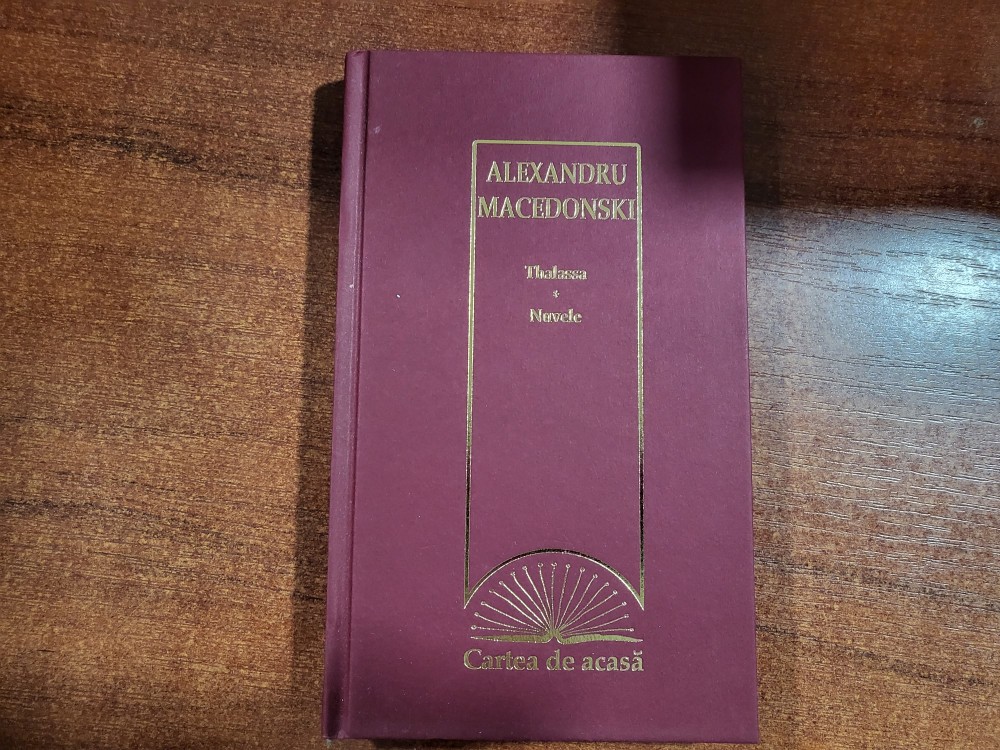 ALEXANDRU
MACEDONSKI
Thalassa
*
Nuvele
Cartea de acasă